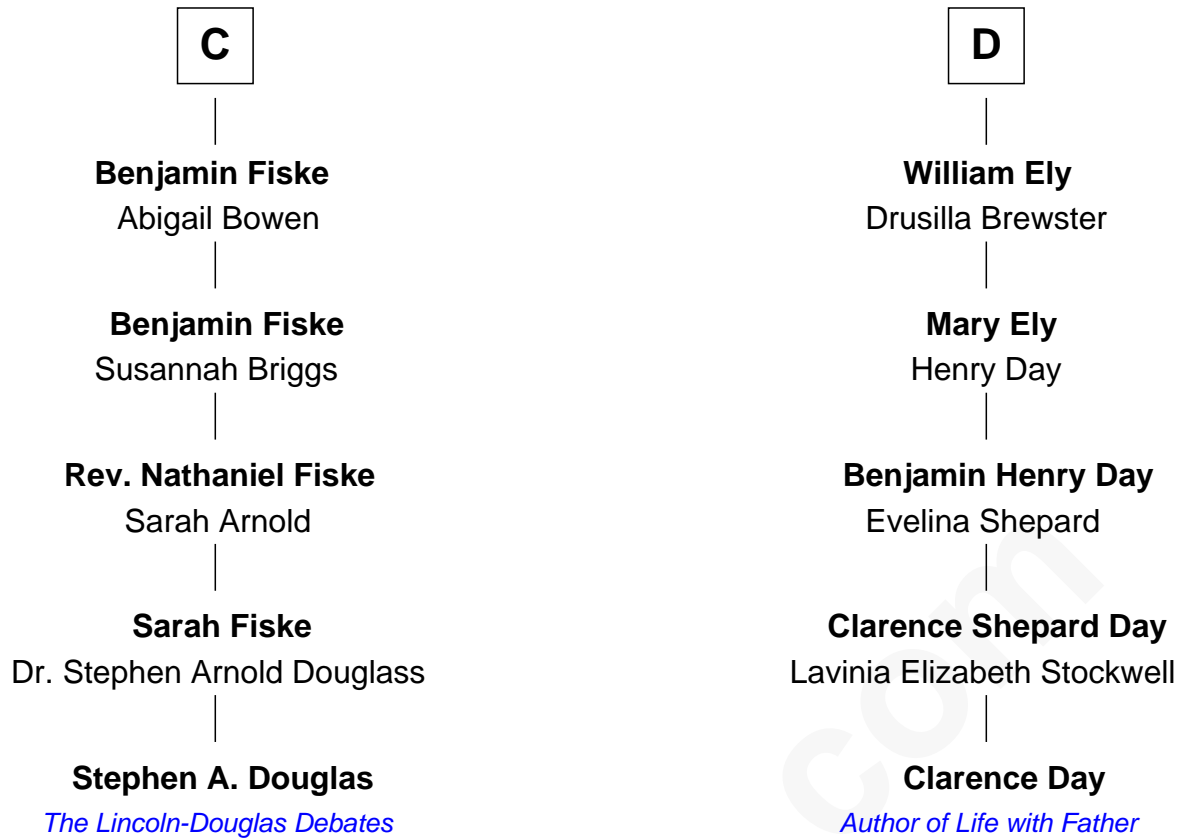 C
Benjamin Fiske
Abigail Bowen
Benjamin Fiske
Susannah Briggs
Rev. Nathaniel Fiske
Sarah Arnold
Sarah Fiske
Dr. Stephen Arnold Douglass
Stephen A. Douglas
The Lincoln-Douglas Debates
D
William Ely
Drusilla Brewster
Mary Ely
Henry Day
Benjamin Henry Day
Evelina Shepard
Clarence Shepard Day
Lavinia Elizabeth Stockwell
Clarence Day
Author of Life with Father
com